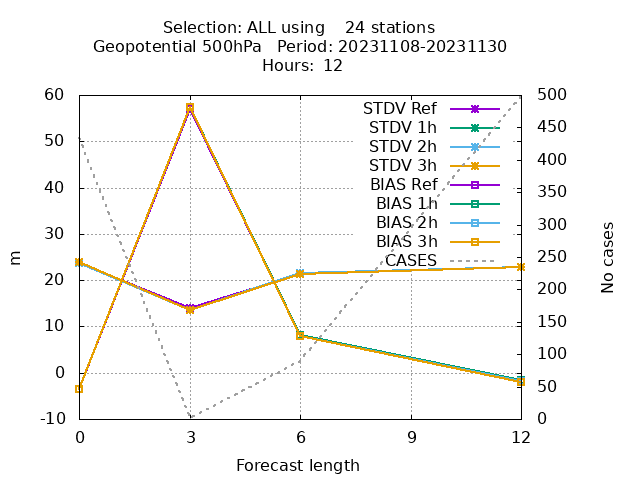 Selection: ALL using    24 stations
Geopotential 500hPa   Period: 20231108-20231130
Hours:  12
STDV Ref
STDV 1h
STDV 2h
STDV 3h
BIAS Ref
BIAS 1h
BIAS 2h
BIAS 3h
CASES
60
50
40
30
20
10
0
-10
m
500
450
400
350
300
250
200
150
100
50
0
No cases
0 3 6 9 12
Forecast length